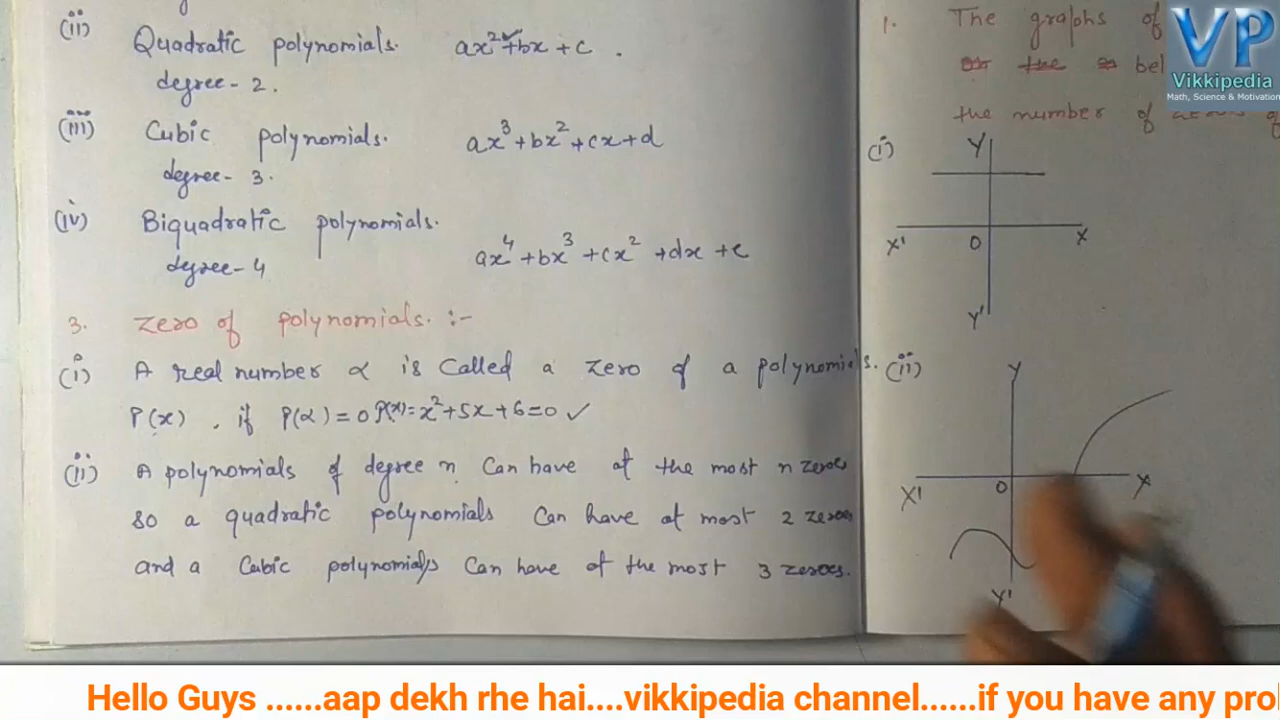 (ii) Quadratic polynomials. ax²+bx+c .
degree- 2.
(iii) Cubic polynomials. ax³+bx²+cx+d
degree- 3.
(iv) Biquadratic polynomials.
degree-4 ax⁴+bx³+cx²+dx+e
3. Zero of polynomials. :-
(i) A real number α is called a zero of a polynomials.
P(x) . if P(α)=0 P(x)=x²+5x+6=0 ✓
(ii) A polynomials of degree n can have at the most n zeroes
so a quadratic polynomials can have at most 2 zeroes
and a Cubic polynomials can have at the most 3 zeroes.
1. The graphs of
the bel
the number of
(i) Y
X' O X
Y'
(ii) Y
X' O X
Y'
VP
Vikkipedia
Math, Science & Motivation
Hello Guys ......aap dekh rhe hai....vikkipedia channel......if you have any pro